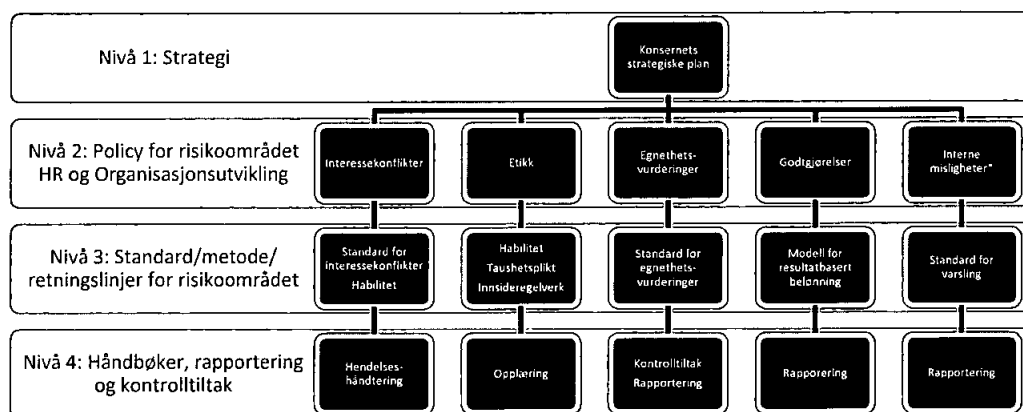 Nivå 1: Strategi
Konsernets
strategiske plan
Nivå 2: Policy for risikoområdet
HR og Organisasjonsutvikling
Interessekonflikter
Etikk
Egnethets-
vurderinger
Godtgjørelser
Interne
misligheter*
Nivå 3: Standard/metode/
retningslinjer for risikoområdet
Standard for
interessekonflikter
Habilitet
Habilitet
Taushetsplikt
Innsideregelverk
Standard for
egnethets-
vurderinger
Modell for
resultatbasert
belønning
Standard for
varsling
Nivå 4: Håndbøker, rapportering
og kontrolltiltak
Hendelses-
håndtering
Opplæring
Kontrolltiltak
Rapportering
Rapporering
Rapportering